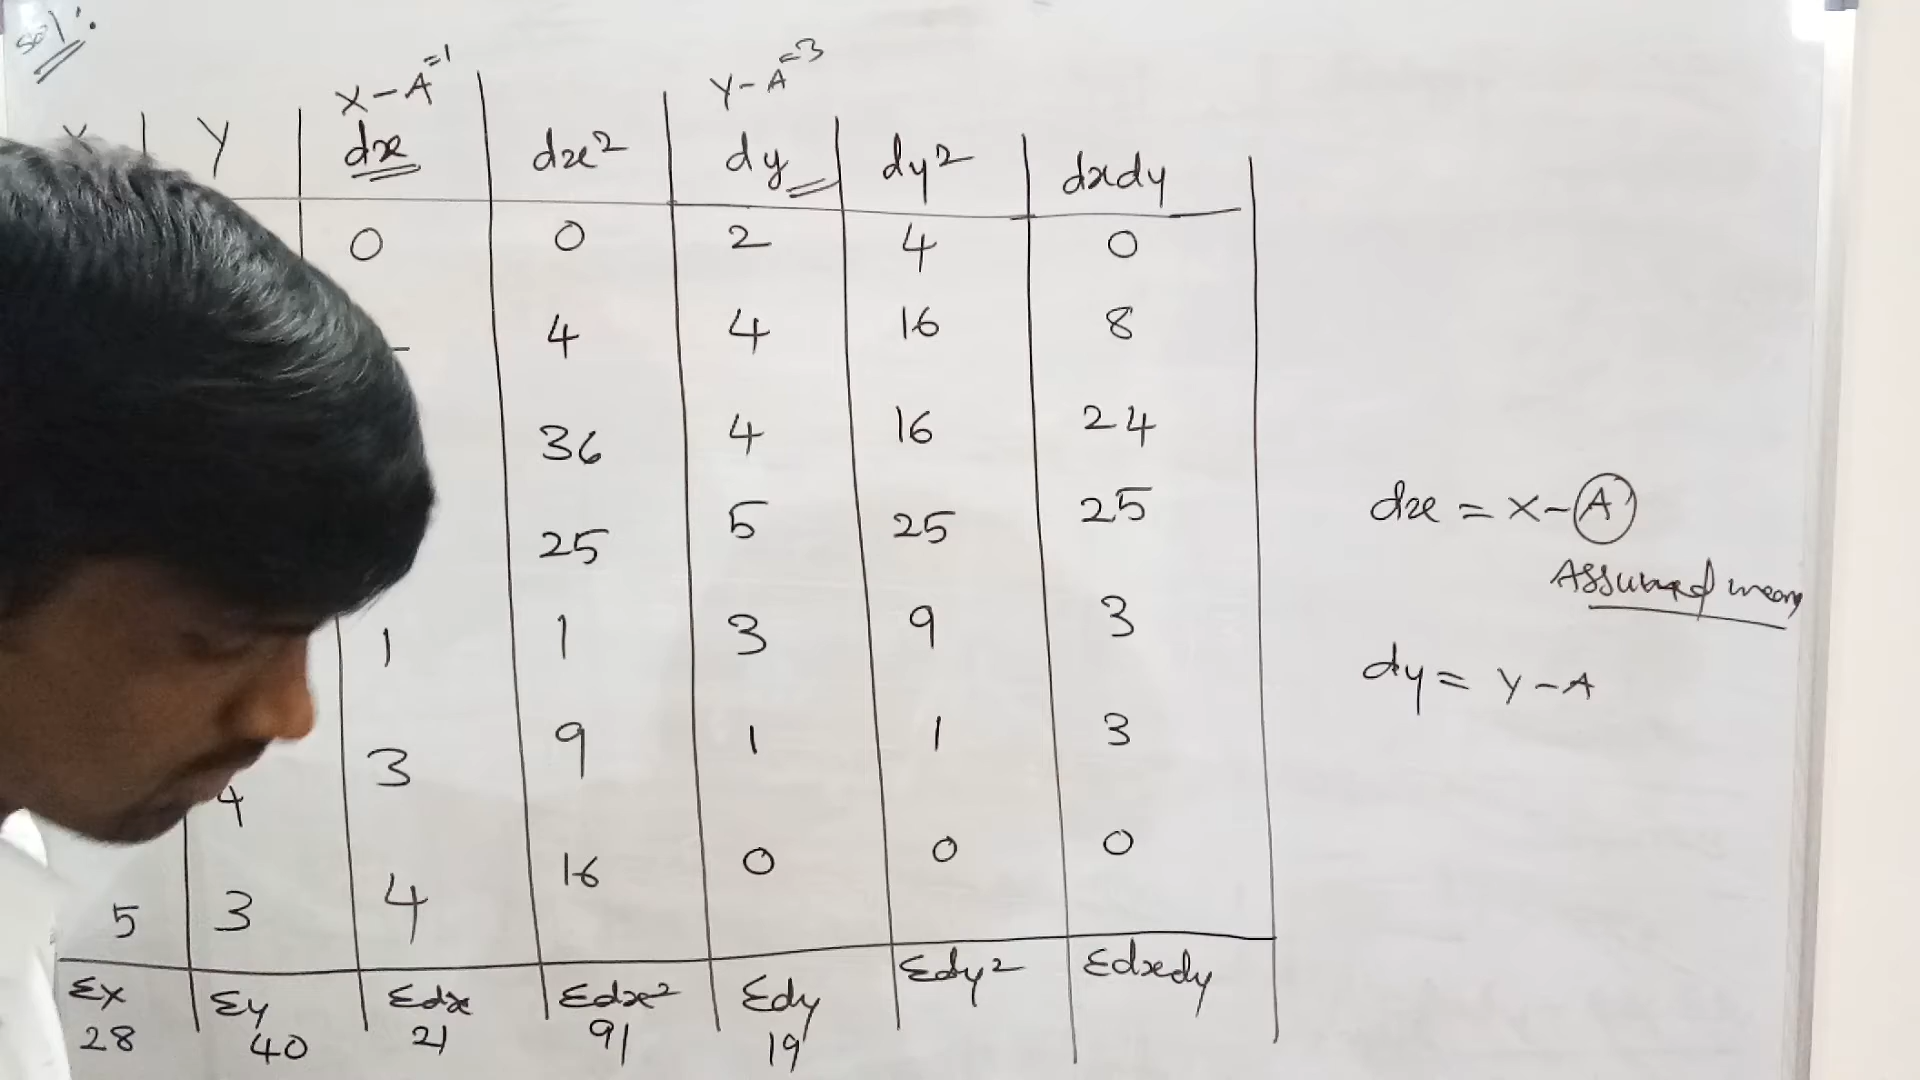 Sol:
X-A=1 Y-A=3
Y dx dx² dy dy² dxdy
0 0 2 4 0
4 4 16 8
36 4 16 24
25 5 25 25
1 1 3 9 3
3 9 1 1 3
4
5 3 4 16 0 0 0
Σx Σy Σdx Σdx² Σdy Σdy² Σdxdy
28 40 21 91 19
dx = X-A
Assumed mean
dy = Y-A